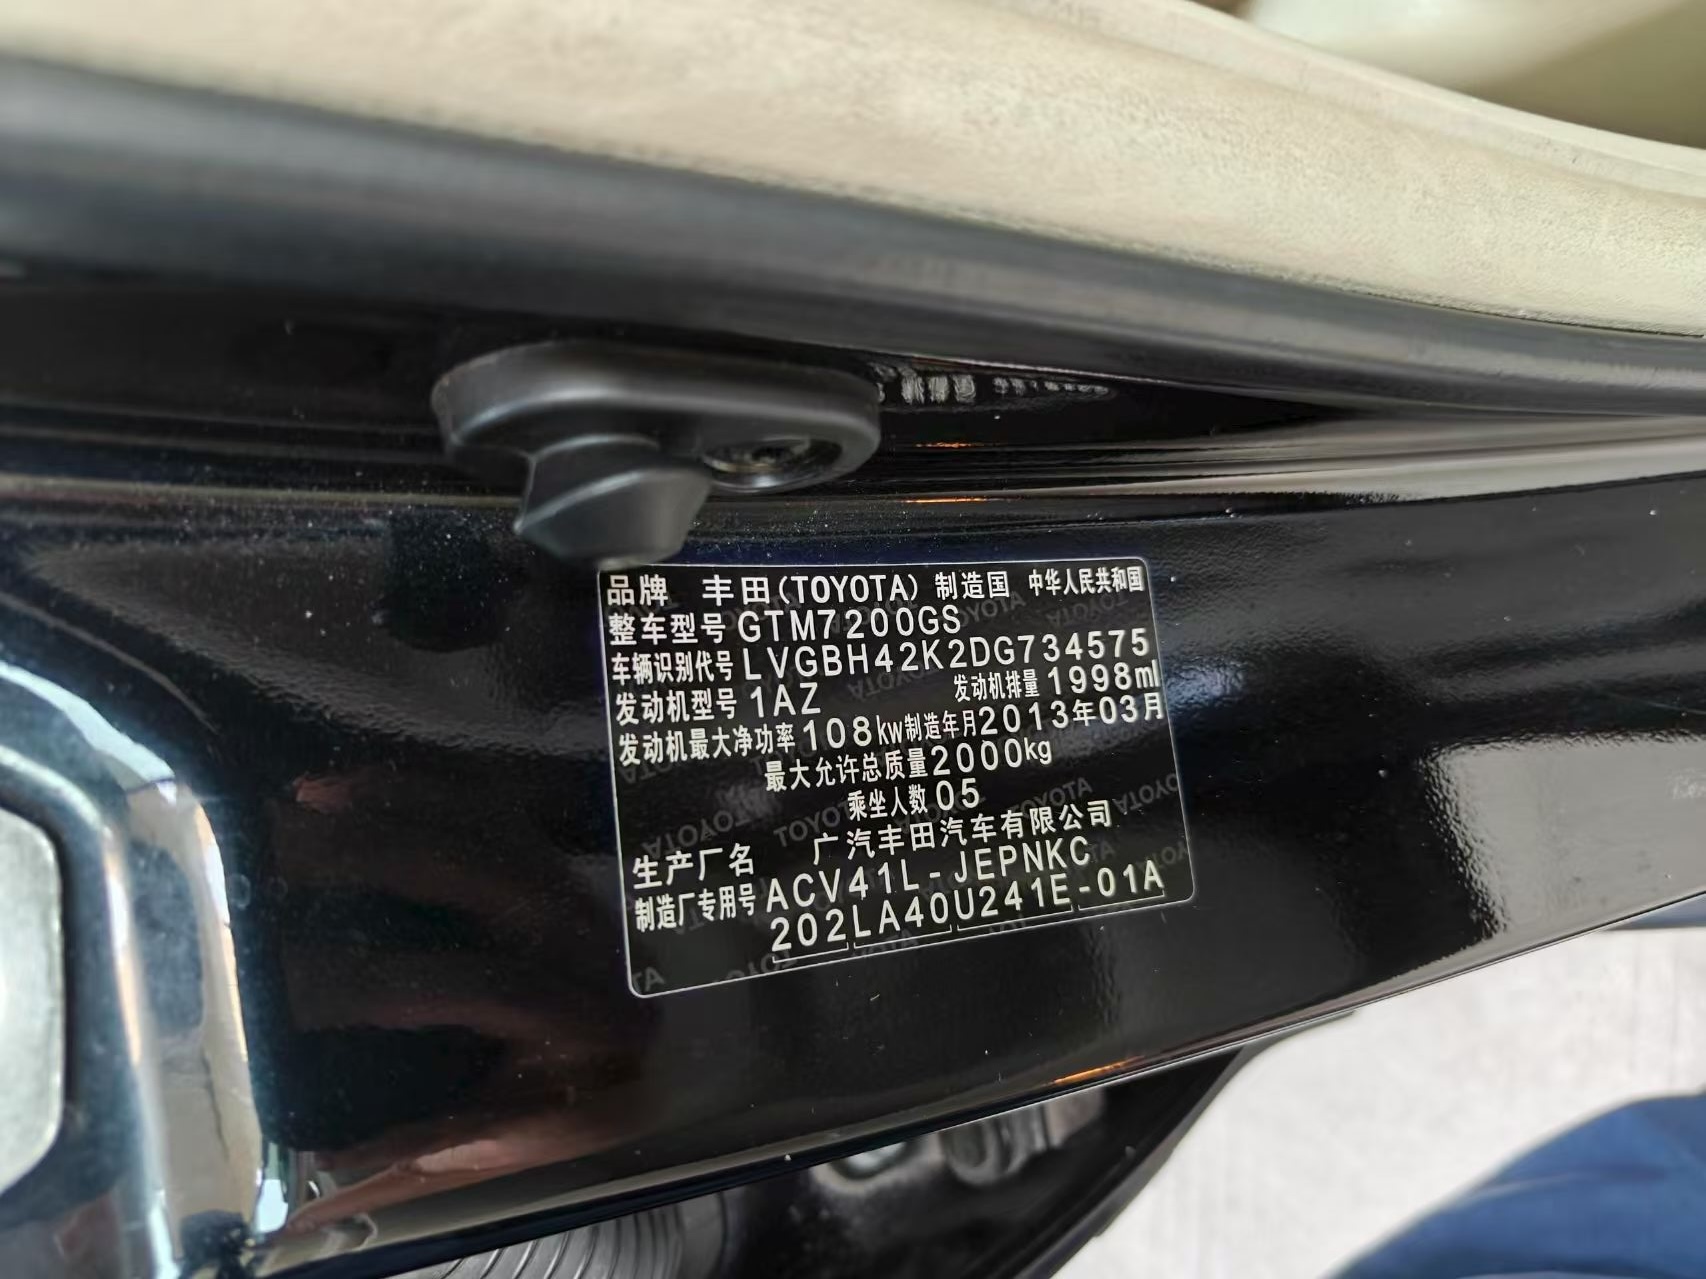 品牌 丰田(TOYOTA) 制造国 中华人民共和国
整车型号 GTM7200GS
车辆识别代号 LVGBH42K2DG734575
发动机型号 1AZ 发动机排量 1998ml
发动机最大净功率 108kw 制造年月 2013年03月
最大允许总质量 2000kg
乘坐人数 05
生产厂名 广汽丰田汽车有限公司
制造厂专用号 ACV41L-JEPNKC
202LA40U241E-01A